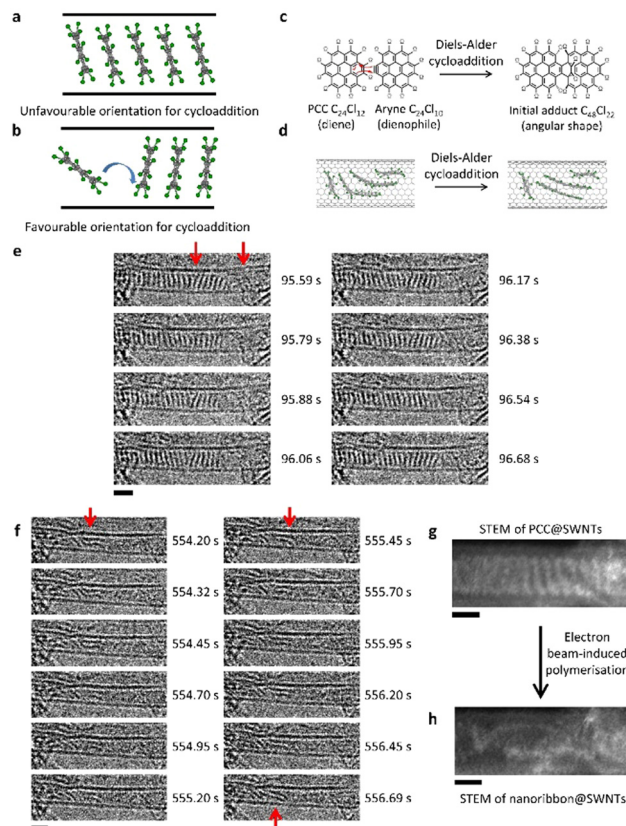 a
Unfavourable orientation for cycloaddition
b
Favourable orientation for cycloaddition
c
Diels-Alder
cycloaddition
PCC C24Cl12
(diene)
Aryne C24Cl10
(dienophile)
Initial adduct C48Cl22
(angular shape)
d
Diels-Alder
cycloaddition
e
95.59 s
96.17 s
95.79 s
96.38 s
95.88 s
96.54 s
96.06 s
96.68 s
f
554.20 s
555.45 s
554.32 s
555.70 s
554.45 s
555.95 s
554.70 s
556.20 s
554.95 s
556.45 s
555.20 s
556.69 s
g
STEM of PCC@SWNTs
Electron
beam-induced
polymerisation
h
STEM of nanoribbon@SWNTs